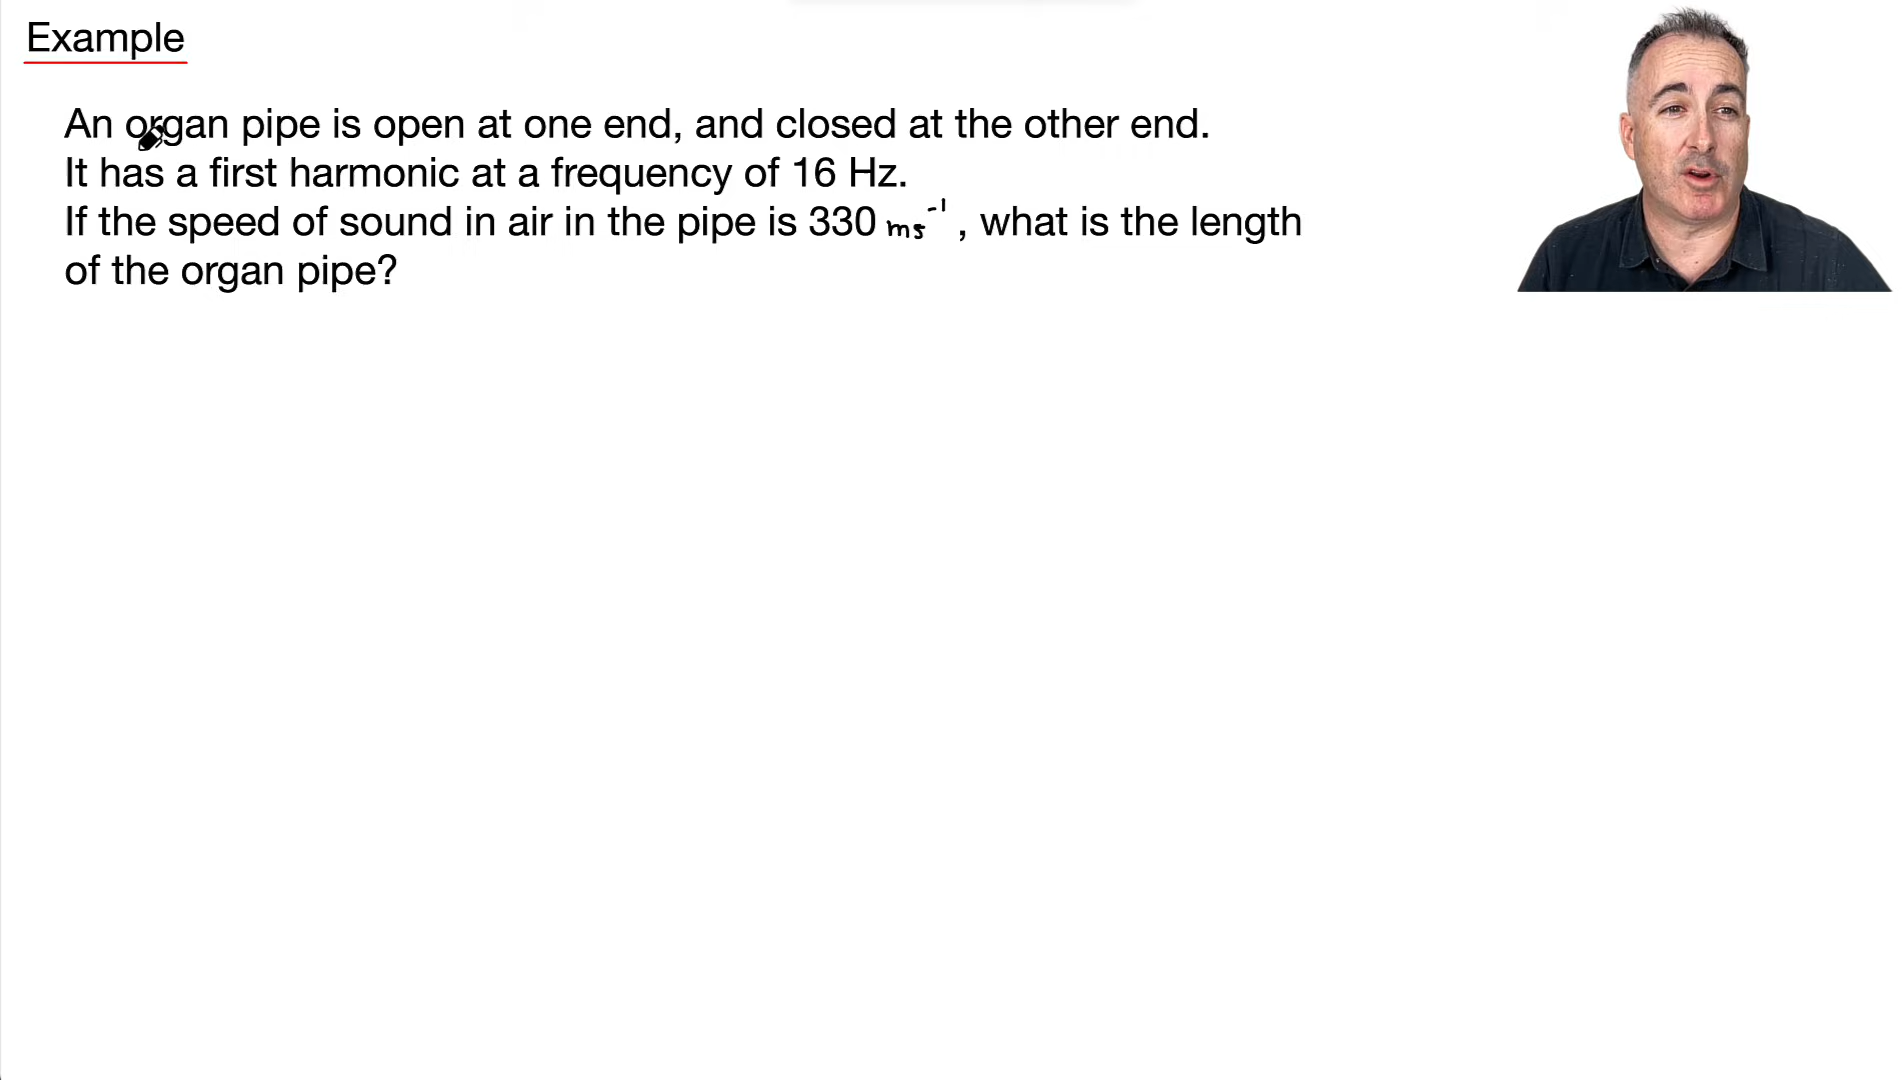 Example
An organ pipe is open at one end, and closed at the other end.
It has a first harmonic at a frequency of 16 Hz.
If the speed of sound in air in the pipe is 330 ms⁻¹, what is the length
of the organ pipe?